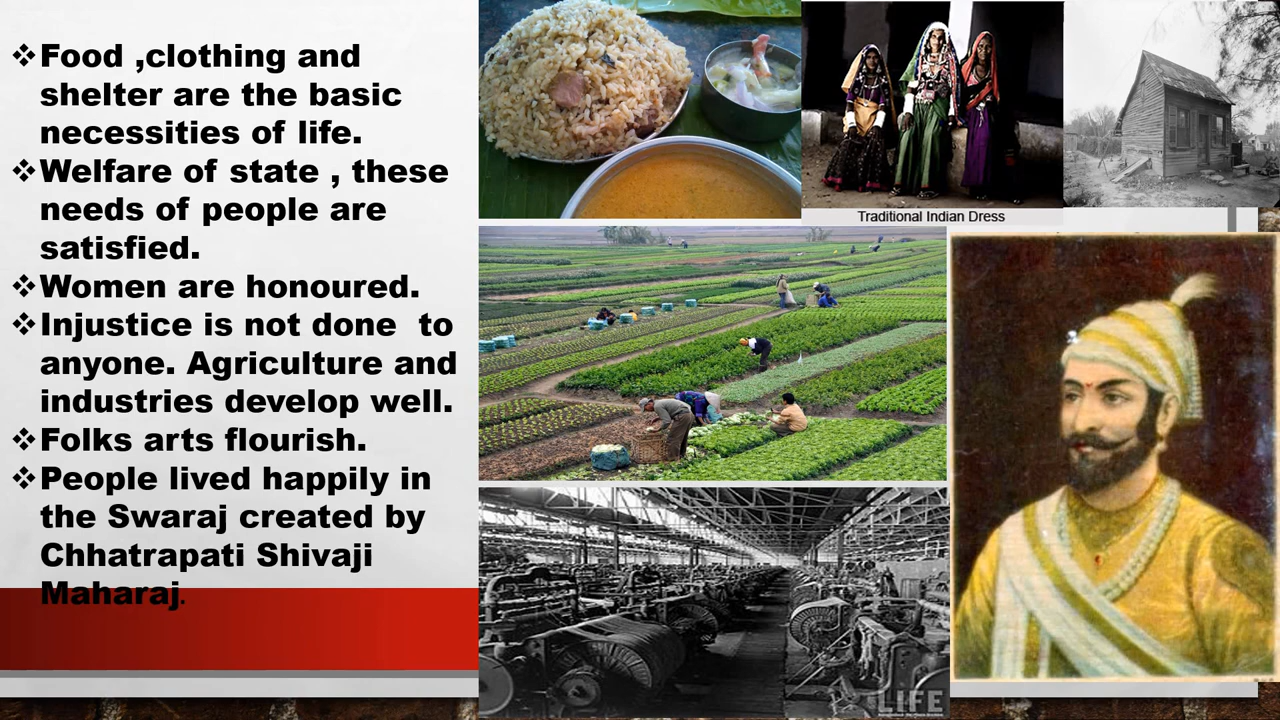 ❖Food ,clothing and
shelter are the basic
necessities of life.
❖Welfare of state , these
needs of people are
satisfied.
❖Women are honoured.
❖Injustice is not done  to
anyone. Agriculture and
industries develop well.
❖Folks arts flourish.
❖People lived happily in
the Swaraj created by
Chhatrapati Shivaji
Maharaj.
Traditional Indian Dress
LIFE